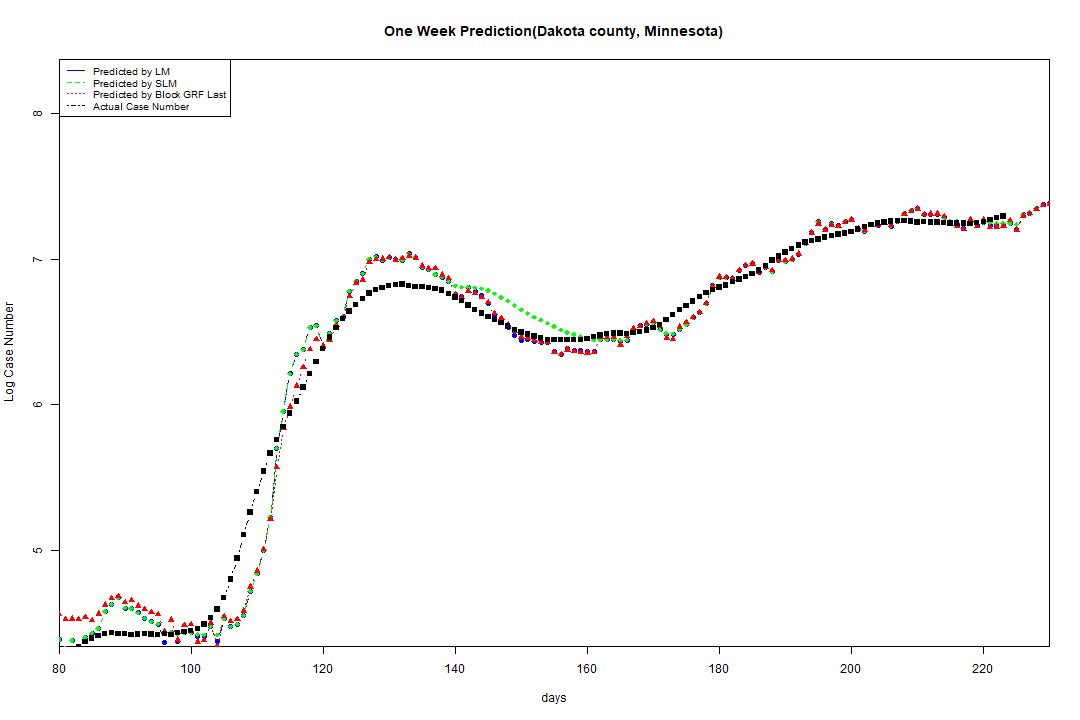 One Week Prediction(Dakota county, Minnesota)
Predicted by LM
Predicted by SLM
Predicted by Block GRF Last
Actual Case Number
8
7
6
5
Log Case Number
80 100 120 140 160 180 200 220
days